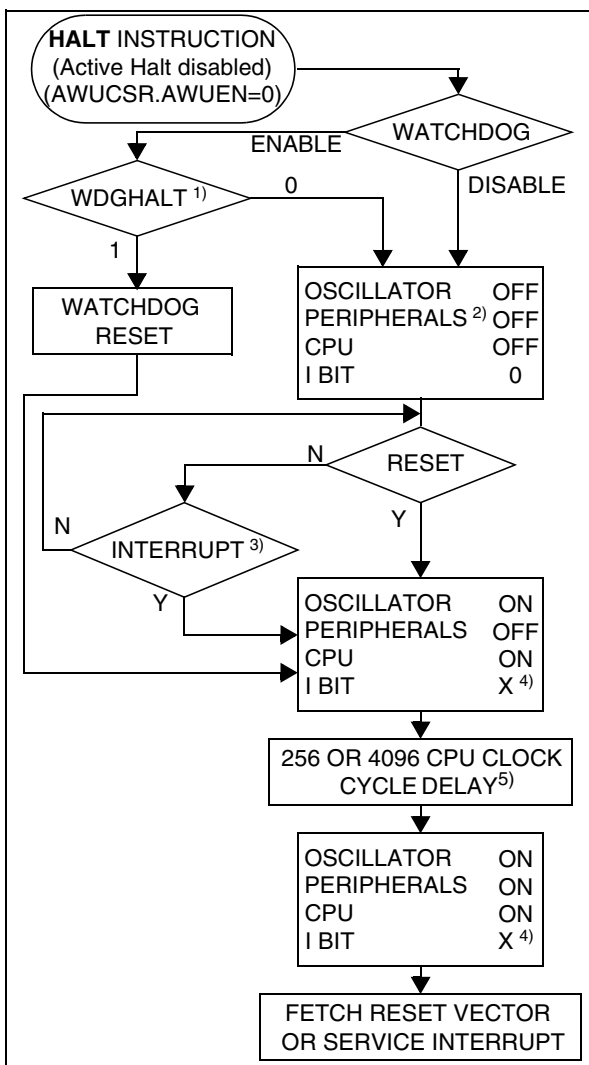 HALT INSTRUCTION
(Active Halt disabled)
(AWUCSR.AWUEN=0)
WATCHDOG
ENABLE
DISABLE
WDGHALT 1)
0
1
WATCHDOG
RESET
OSCILLATOR OFF
PERIPHERALS 2) OFF
CPU OFF
I BIT 0
RESET
N
Y
INTERRUPT 3)
N
Y
OSCILLATOR ON
PERIPHERALS OFF
CPU ON
I BIT X 4)
256 OR 4096 CPU CLOCK
CYCLE DELAY5)
OSCILLATOR ON
PERIPHERALS ON
CPU ON
I BIT X 4)
FETCH RESET VECTOR
OR SERVICE INTERRUPT